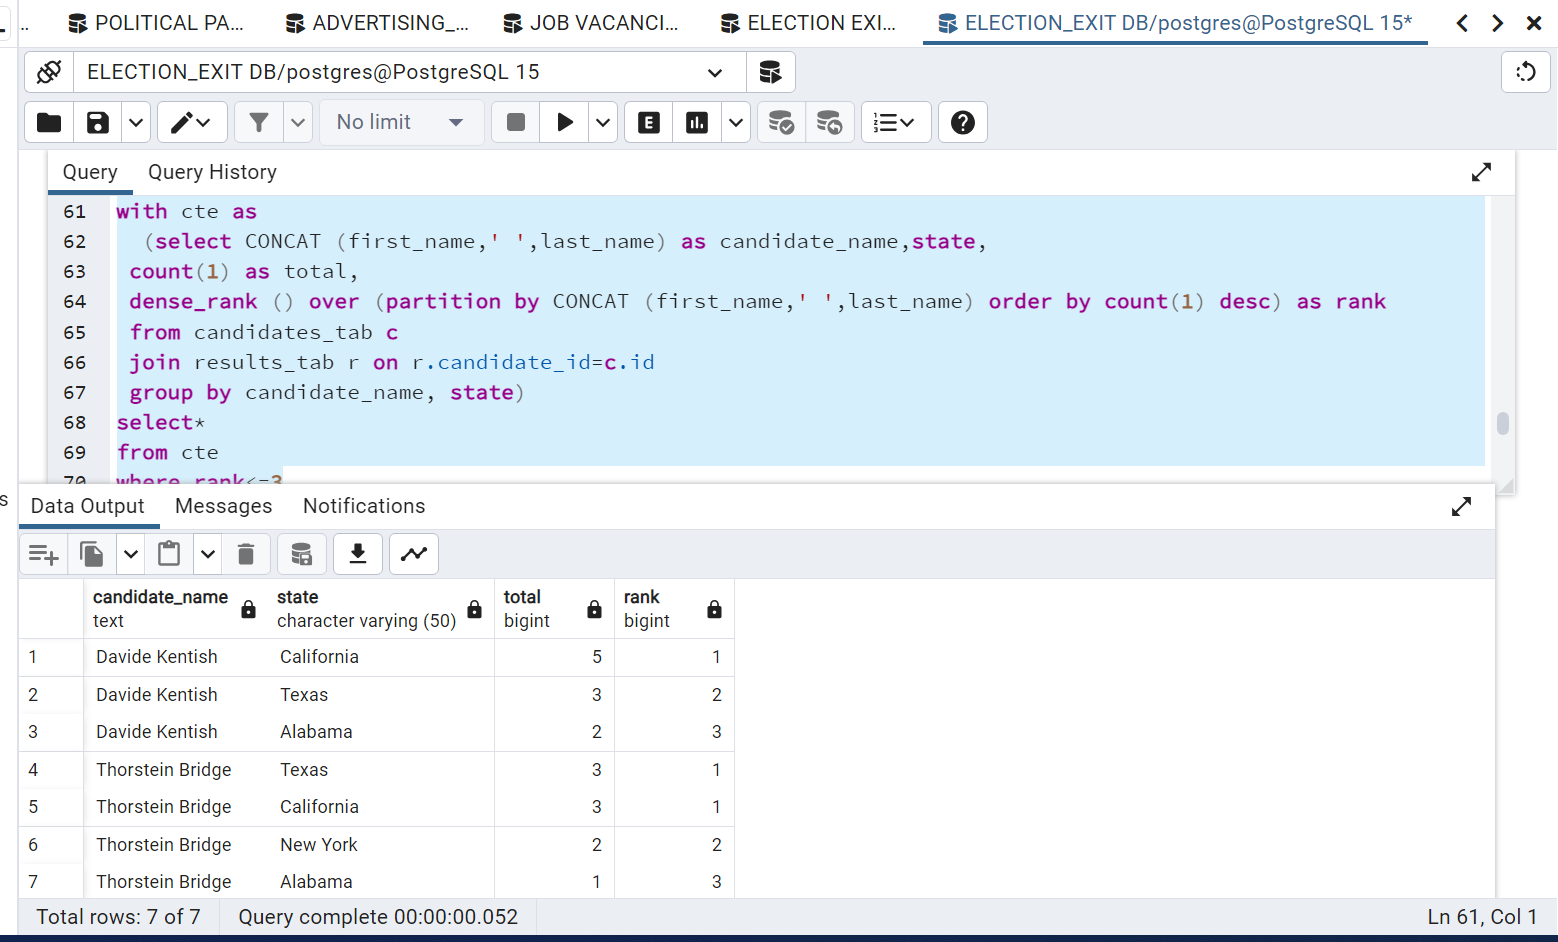 .. POLITICAL PA... ADVERTISING_... JOB VACANCI... ELECTION EXI... ELECTION_EXIT DB/postgres@PostgreSQL 15*
ELECTION_EXIT DB/postgres@PostgreSQL 15
No limit E
Query Query History
61 with cte as
62 (select CONCAT (first_name,' ',last_name) as candidate_name,state,
63 count(1) as total,
64 dense_rank () over (partition by CONCAT (first_name,' ',last_name) order by count(1) desc) as rank
65 from candidates_tab c
66 join results_tab r on r.candidate_id=c.id
67 group by candidate_name, state)
68 select*
69 from cte
70 where rank<=3
s
Data Output Messages Notifications
candidate_name state total rank
text character varying (50) bigint bigint
1 Davide Kentish California 5 1
2 Davide Kentish Texas 3 2
3 Davide Kentish Alabama 2 3
4 Thorstein Bridge Texas 3 1
5 Thorstein Bridge California 3 1
6 Thorstein Bridge New York 2 2
7 Thorstein Bridge Alabama 1 3
Total rows: 7 of 7 Query complete 00:00:00.052 Ln 61, Col 1